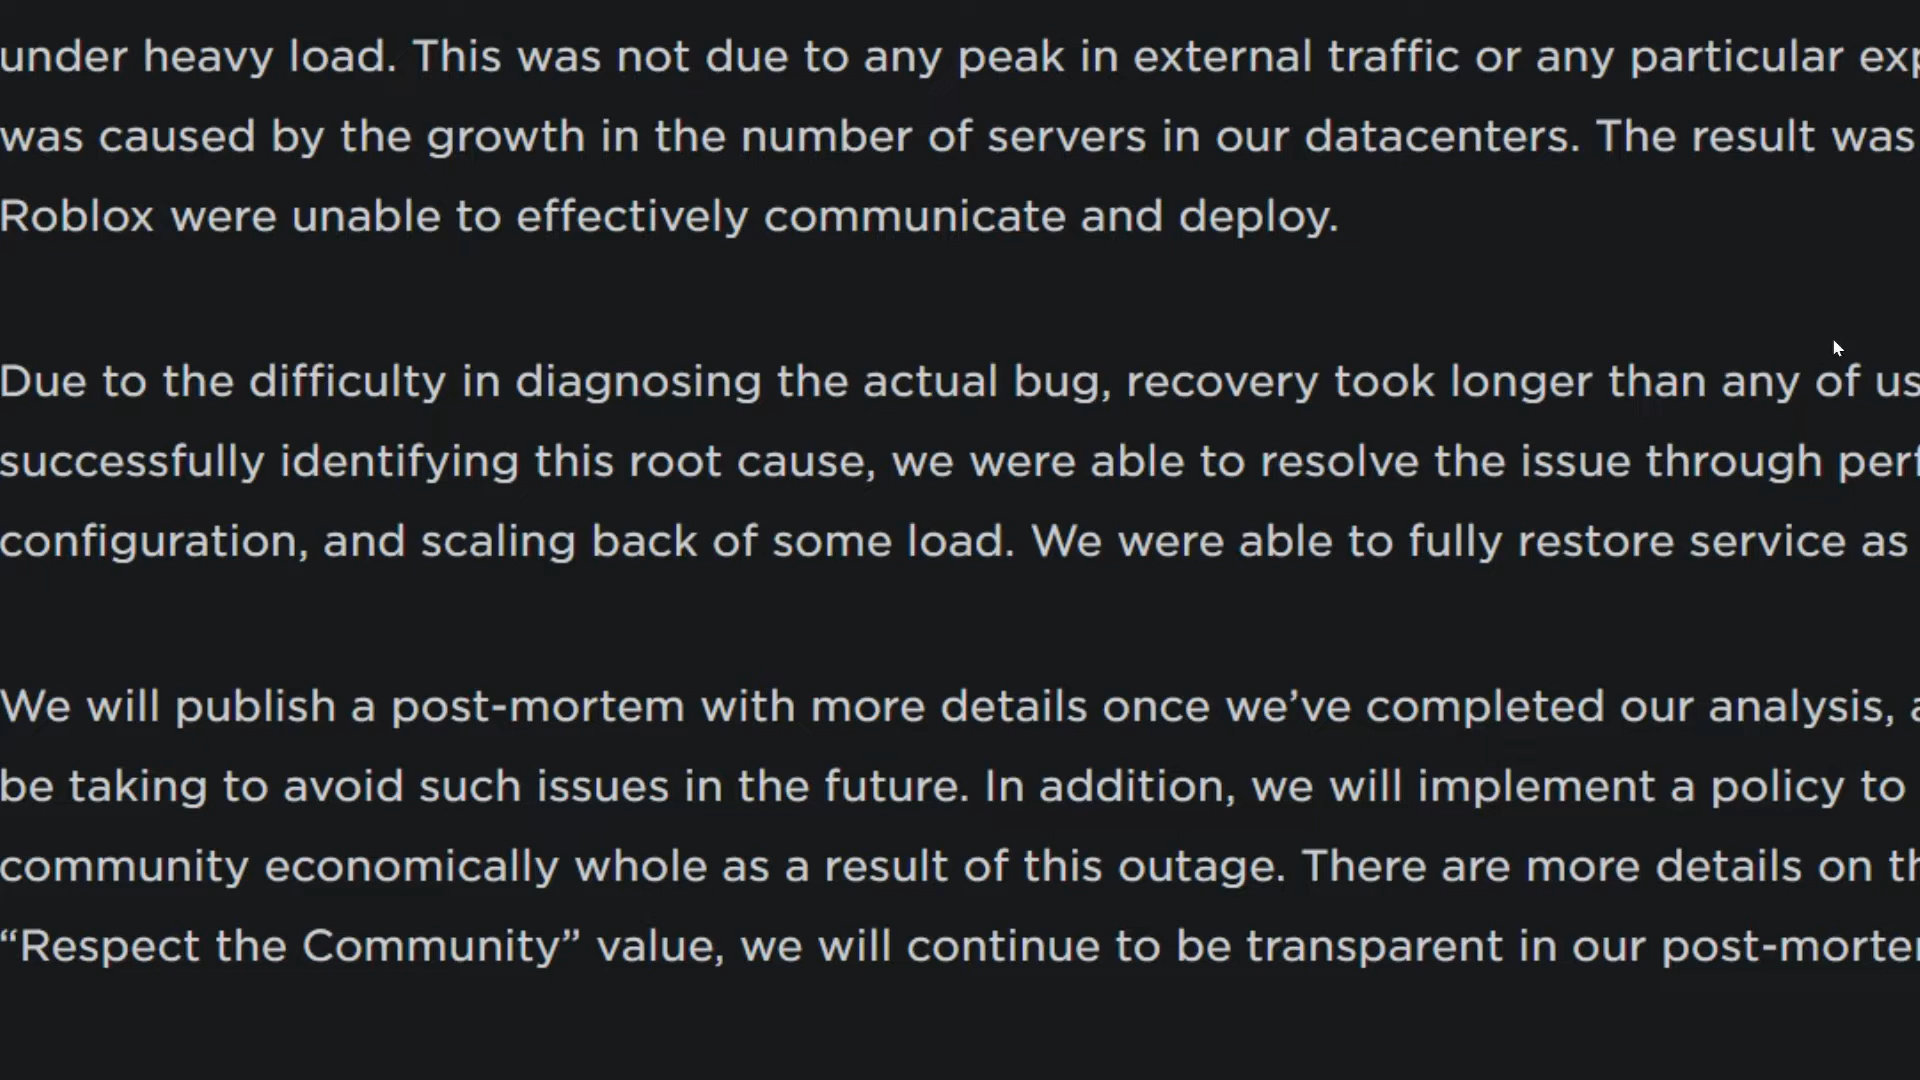 under heavy load. This was not due to any peak in external traffic or any particular
was caused by the growth in the number of servers in our datacenters. The result was
Roblox were unable to effectively communicate and deploy.
Due to the difficulty in diagnosing the actual bug, recovery took longer than any of us
successfully identifying this root cause, we were able to resolve the issue through
configuration, and scaling back of some load. We were able to fully restore service as
We will publish a post-mortem with more details once we’ve completed our analysis,
be taking to avoid such issues in the future. In addition, we will implement a policy to
community economically whole as a result of this outage. There are more details on
“Respect the Community” value, we will continue to be transparent in our